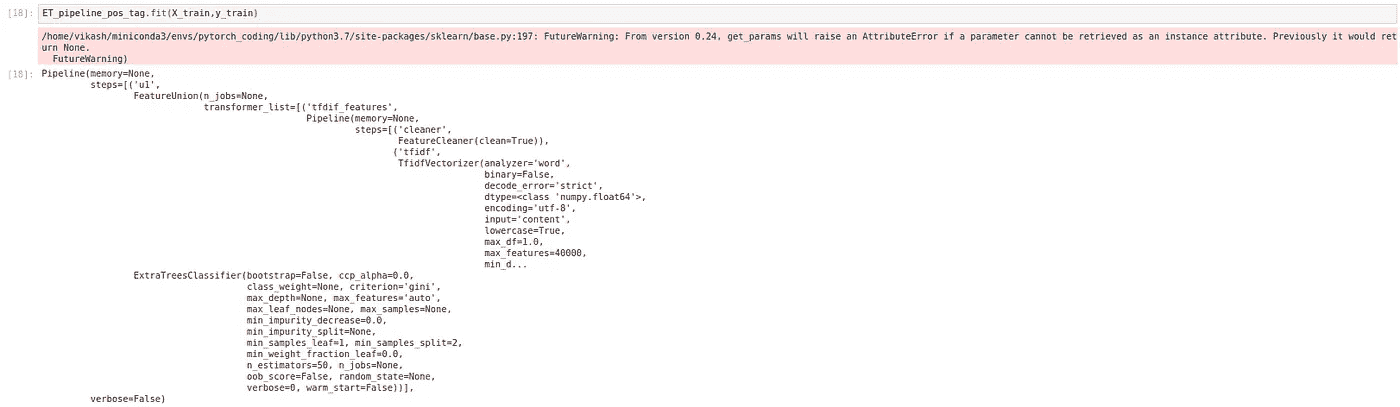 [18]: ET_pipeline_pos_tag.fit(X_train,y_train)
/home/vikash/miniconda3/envs/pytorch_coding/lib/python3.7/site-packages/sklearn/base.py:197: FutureWarning: From version 0.24, get_params will raise an AttributeError if a parameter cannot be retrieved as an instance attribute. Previously it would ret
urn None.
  FutureWarning)
[18]: Pipeline(memory=None,
steps=[('u1',
FeatureUnion(n_jobs=None,
transformer_list=[('tfdif_features',
Pipeline(memory=None,
steps=[('cleaner',
FeatureCleaner(clean=True)),
('tfidf',
TfidfVectorizer(analyzer='word',
binary=False,
decode_error='strict',
dtype=<class 'numpy.float64'>,
encoding='utf-8',
input='content',
lowercase=True,
max_df=1.0,
max_features=40000,
min_d...
ExtraTreesClassifier(bootstrap=False, ccp_alpha=0.0,
class_weight=None, criterion='gini',
max_depth=None, max_features='auto',
max_leaf_nodes=None, max_samples=None,
min_impurity_decrease=0.0,
min_impurity_split=None,
min_samples_leaf=1, min_samples_split=2,
min_weight_fraction_leaf=0.0,
n_estimators=50, n_jobs=None,
oob_score=False, random_state=None,
verbose=0, warm_start=False))],
verbose=False)